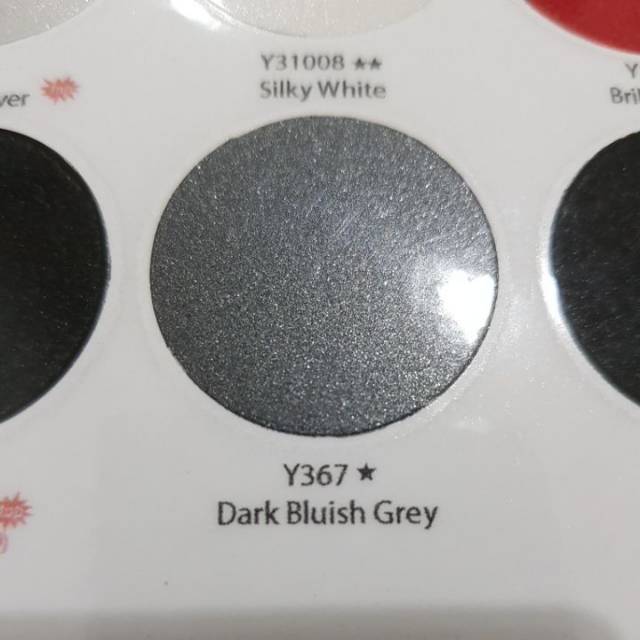 Y31008 ★★
Silky White
Y367 ★
Dark Bluish Grey